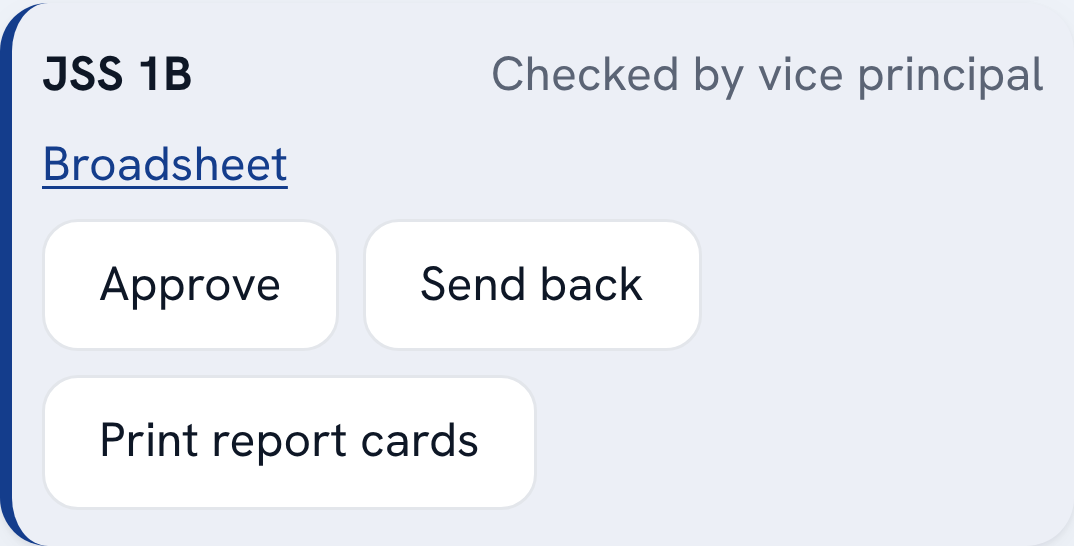 JSS 1B Checked by vice principal
Broadsheet
Approve Send back
Print report cards